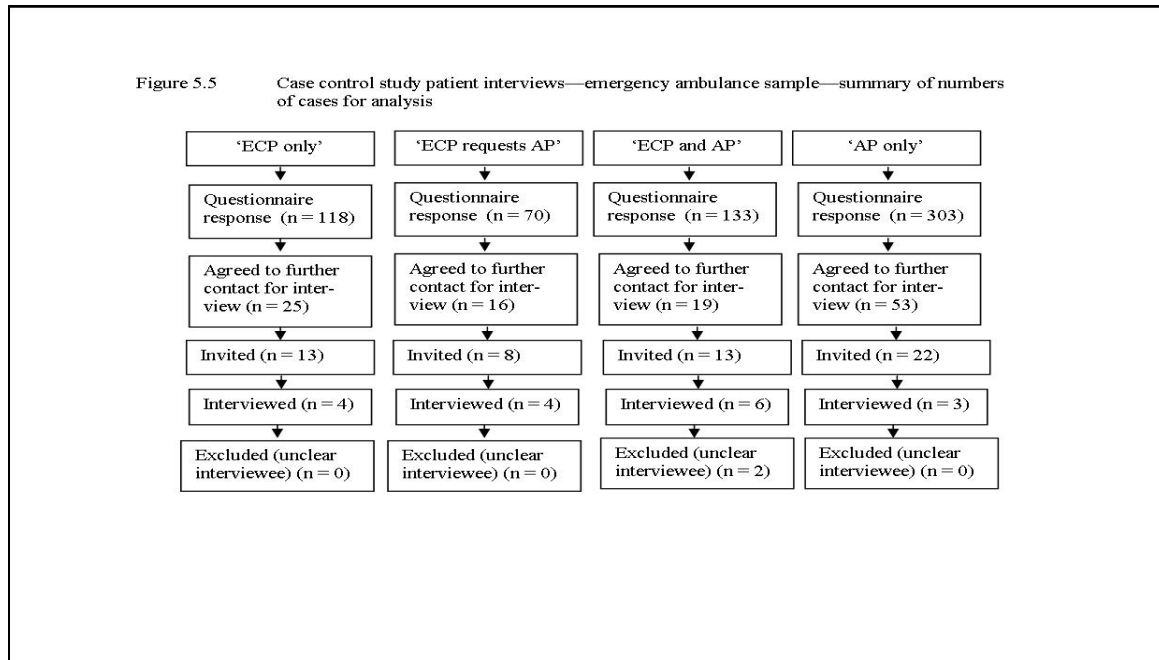 Figure 5.5 Case control study patient interviews—emergency ambulance sample—summary of numbers
of cases for analysis
‘ECP only’
Questionnaire
response (n = 118)
Agreed to further
contact for inter-
view (n = 25)
Invited (n = 13)
Interviewed (n = 4)
Excluded (unclear
interviewee) (n = 0)
‘ECP requests AP’
Questionnaire
response (n = 70)
Agreed to further
contact for inter-
view (n = 16)
Invited (n = 8)
Interviewed (n = 4)
Excluded (unclear
interviewee) (n = 0)
‘ECP and AP’
Questionnaire
response (n = 133)
Agreed to further
contact for inter-
view (n = 19)
Invited (n = 13)
Interviewed (n = 6)
Excluded (unclear
interviewee) (n = 2)
‘AP only’
Questionnaire
response (n = 303)
Agreed to further
contact for inter-
view (n = 53)
Invited (n = 22)
Interviewed (n = 3)
Excluded (unclear
interviewee) (n = 0)